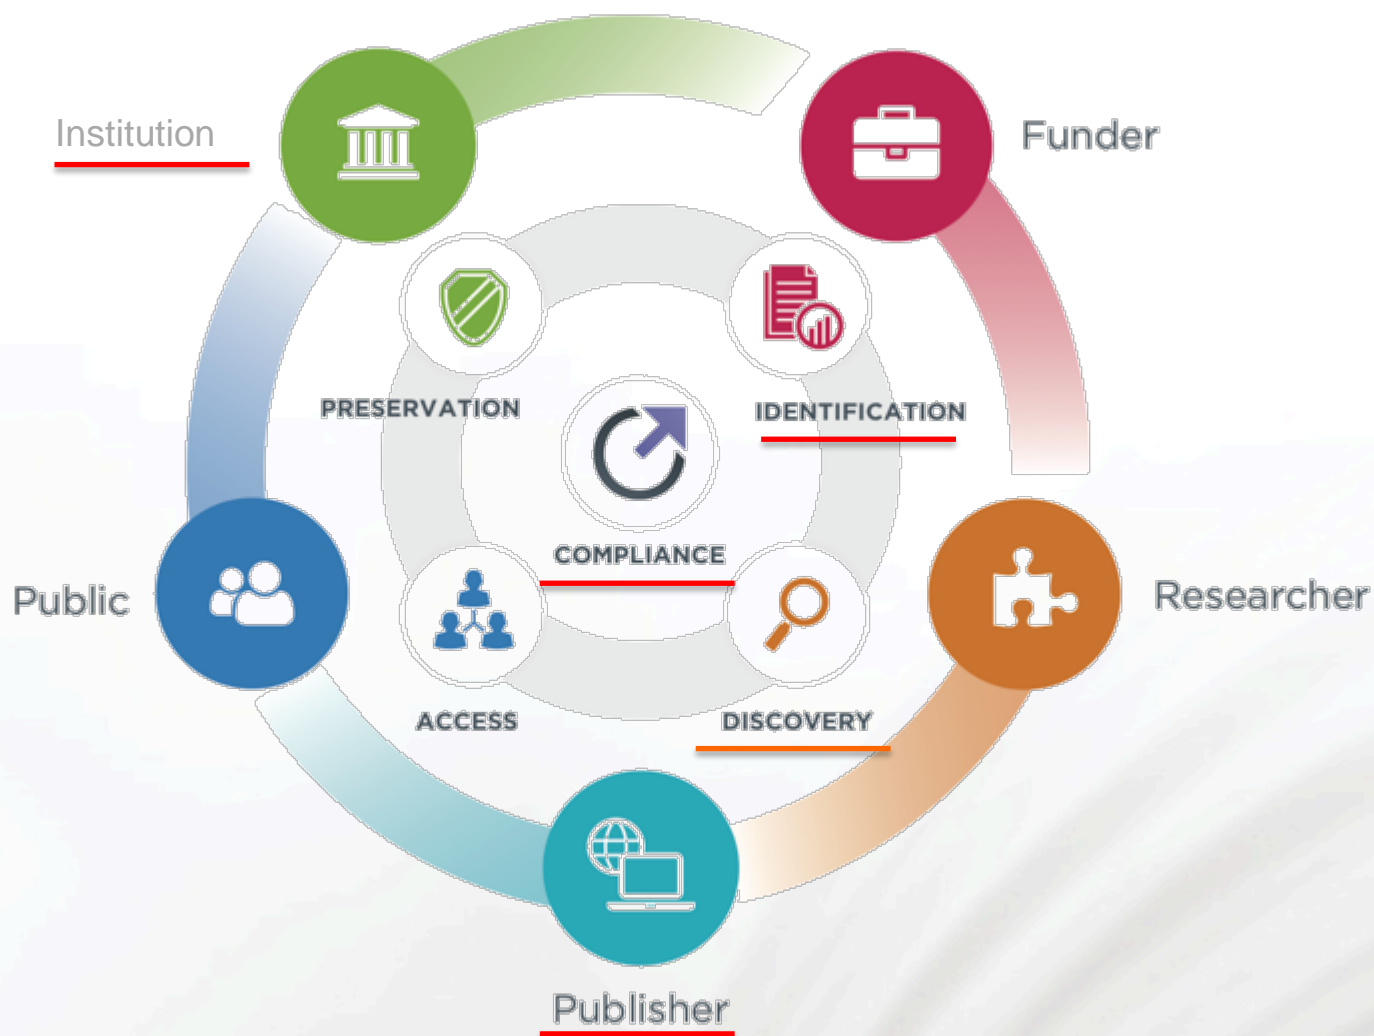 Institution
Funder
PRESERVATION
IDENTIFICATION
COMPLIANCE
Public
Researcher
ACCESS
DISCOVERY
Publisher